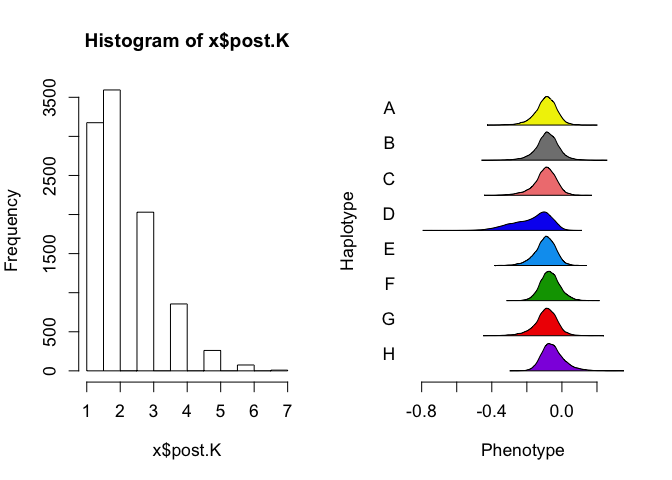 Histogram of x$post.K
Frequency
0
500
1500
2500
3500
1 2 3 4 5 6 7
x$post.K
Haplotype
A
B
C
D
E
F
G
H
-0.8 -0.4 0.0
Phenotype